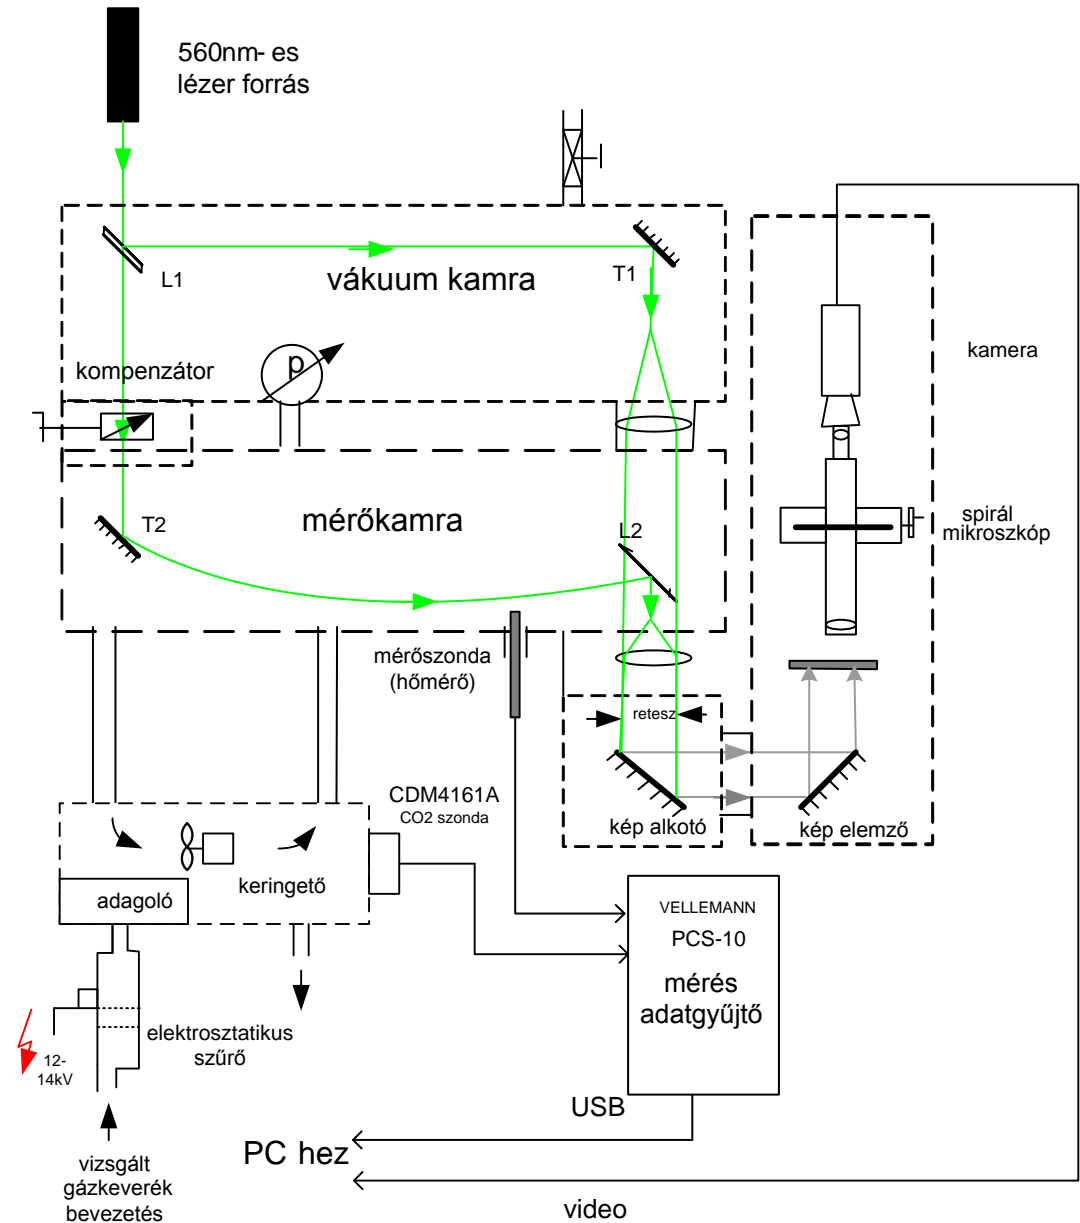 560nm- es
lézer forrás
L1
T1
vákuum kamra
kompenzátor
p
kamera
T2
mérőkamra
L2
spirál
mikroszkóp
mérőszonda
(hőmérő)
retesz
CDM4161A
CO2 szonda
kép alkotó
kép elemző
keringető
adagoló
VELLEMANN
PCS-10
mérés
adatgyűjtő
elektrosztatikus
szűrő
12-
14kV
USB
PC hez
vizsgált
gázkeverék
bevezetés
video